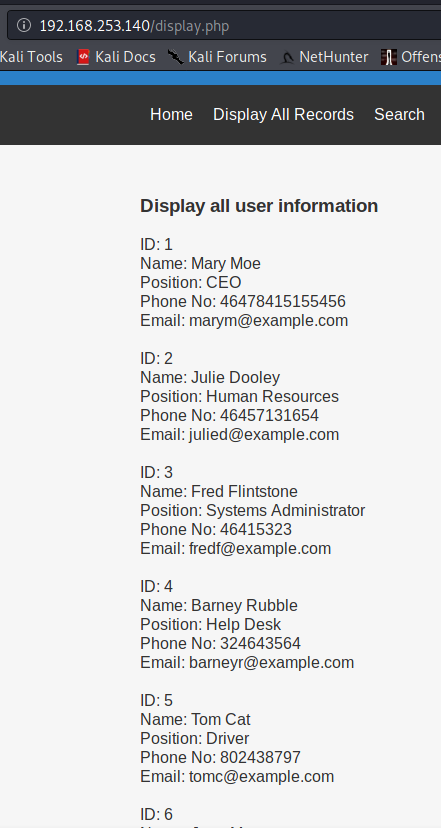 192.168.253.140/display.php
Kali Tools Kali Docs Kali Forums NetHunter Offens
Home Display All Records Search
Display all user information
ID: 1
Name: Mary Moe
Position: CEO
Phone No: 46478415155456
Email: marym@example.com
ID: 2
Name: Julie Dooley
Position: Human Resources
Phone No: 46457131654
Email: julied@example.com
ID: 3
Name: Fred Flintstone
Position: Systems Administrator
Phone No: 46415323
Email: fredf@example.com
ID: 4
Name: Barney Rubble
Position: Help Desk
Phone No: 324643564
Email: barneyr@example.com
ID: 5
Name: Tom Cat
Position: Driver
Phone No: 802438797
Email: tomc@example.com
ID: 6